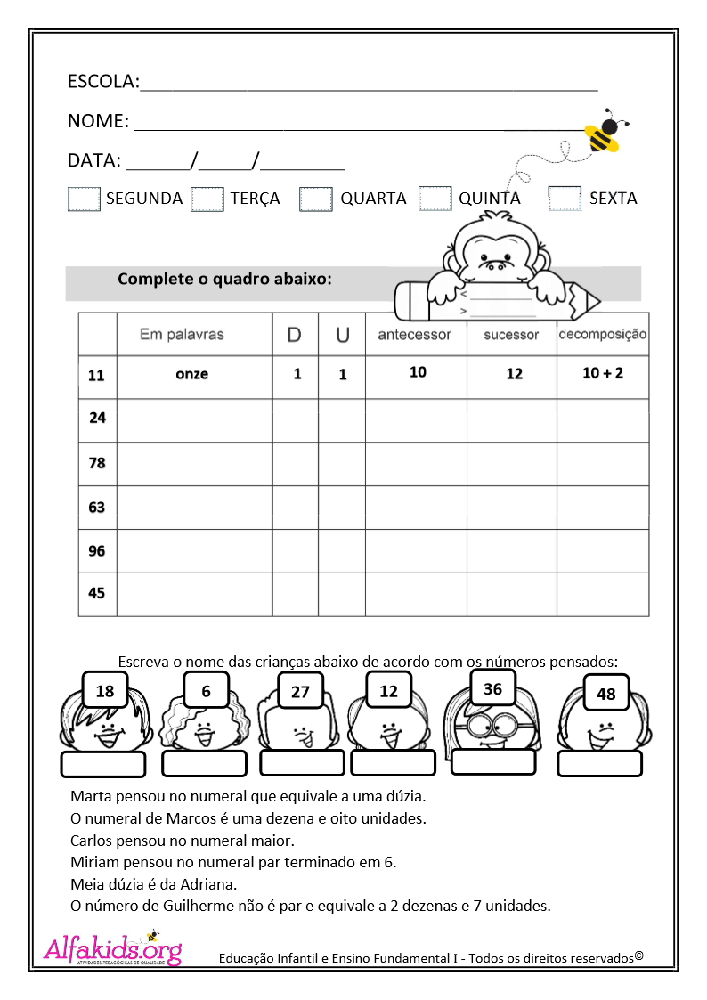 ESCOLA:
NOME:
DATA: / /
SEGUNDA TERÇA QUARTA QUINTA SEXTA
Complete o quadro abaixo:
<
>
Em palavras D U antecessor sucessor decomposição
11 onze 1 1 10 12 10 + 2
24
78
63
96
45
Escreva o nome das crianças abaixo de acordo com os números pensados:
18 6 27 12 36 48
Marta pensou no numeral que equivale a uma dúzia.
O numeral de Marcos é uma dezena e oito unidades.
Carlos pensou no numeral maior.
Miriam pensou no numeral par terminado em 6.
Meia dúzia é da Adriana.
O número de Guilherme não é par e equivale a 2 dezenas e 7 unidades.
Alfakids.org
ATIVIDADES PEDAGÓGICAS DE QUALIDADE
Educação Infantil e Ensino Fundamental I - Todos os direitos reservados©